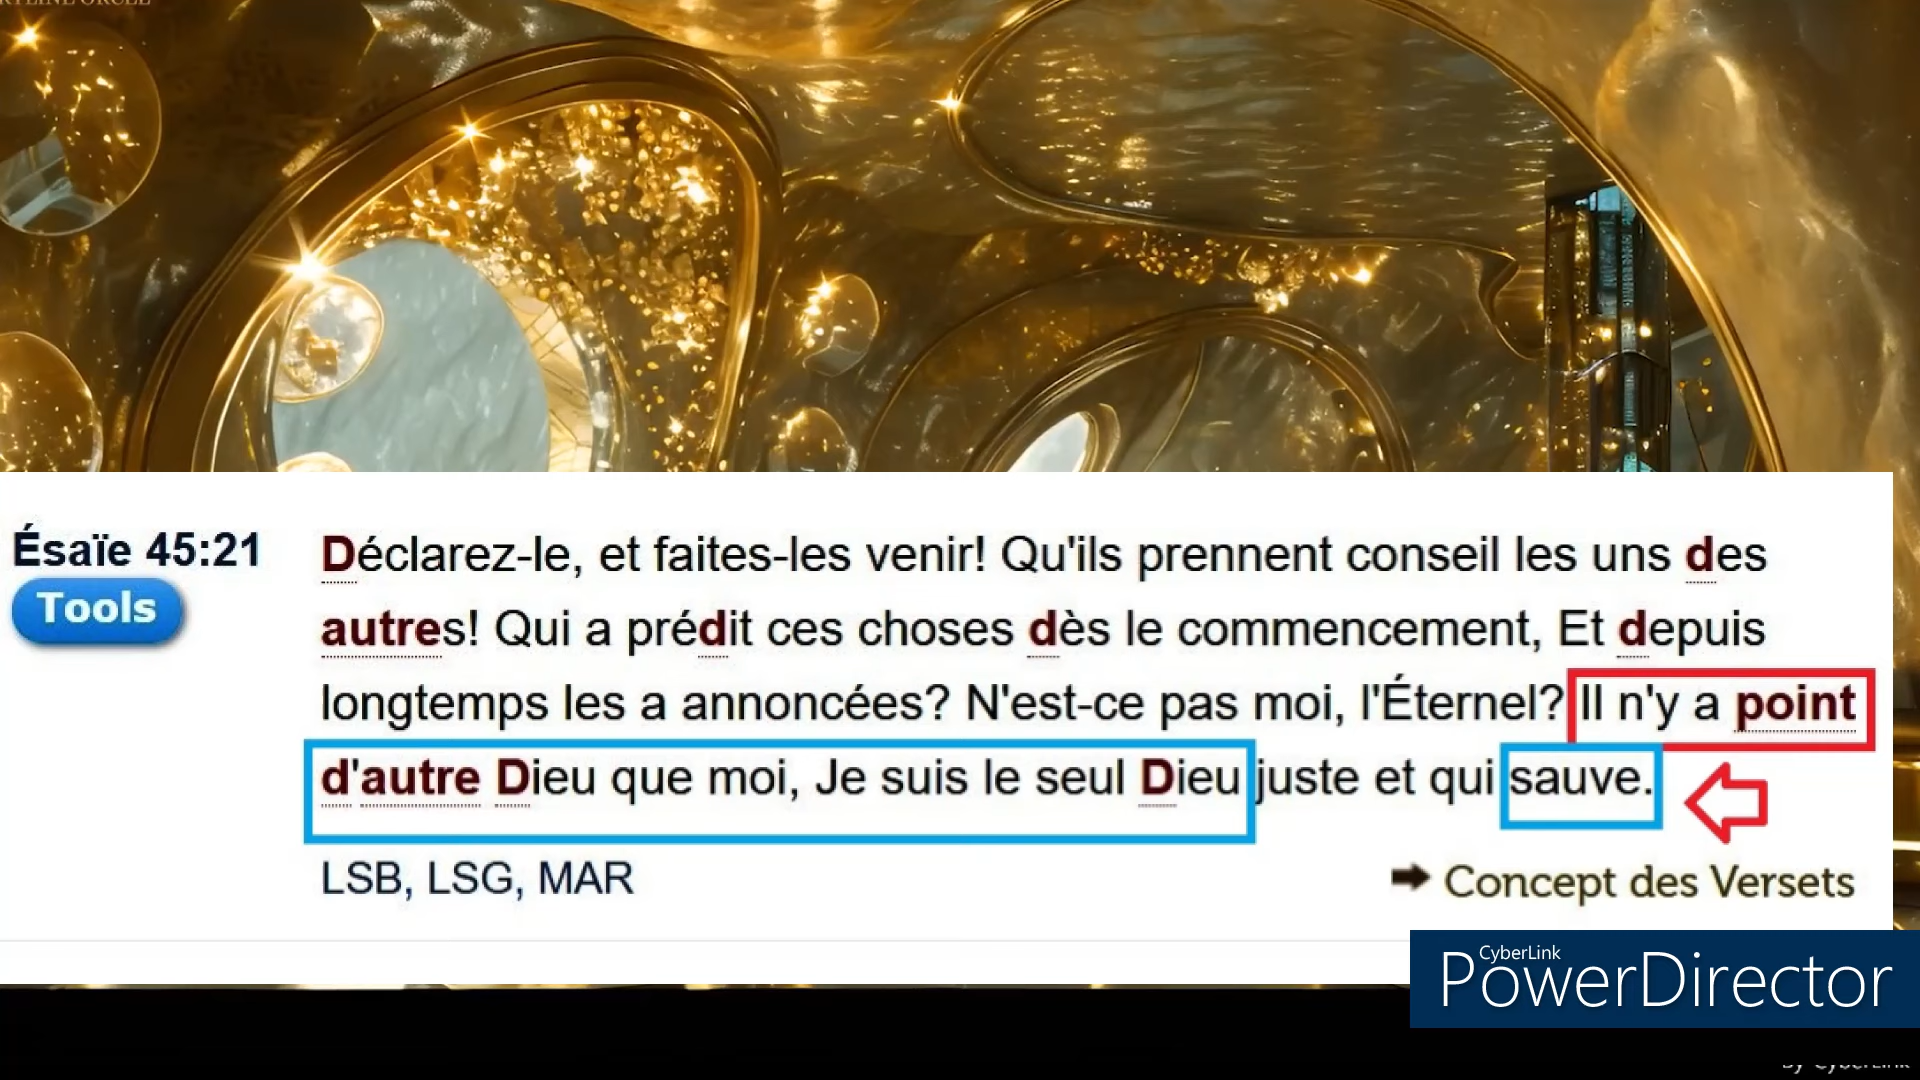 Ésaïe 45:21
Tools
Déclarez-le, et faites-les venir! Qu'ils prennent conseil les uns des
autres! Qui a prédit ces choses dès le commencement, Et depuis
longtemps les a annoncées? N'est-ce pas moi, l'Éternel? Il n'y a point
d'autre Dieu que moi, Je suis le seul Dieu juste et qui sauve.
LSB, LSG, MAR
Concept des Versets
CyberLink
PowerDirector